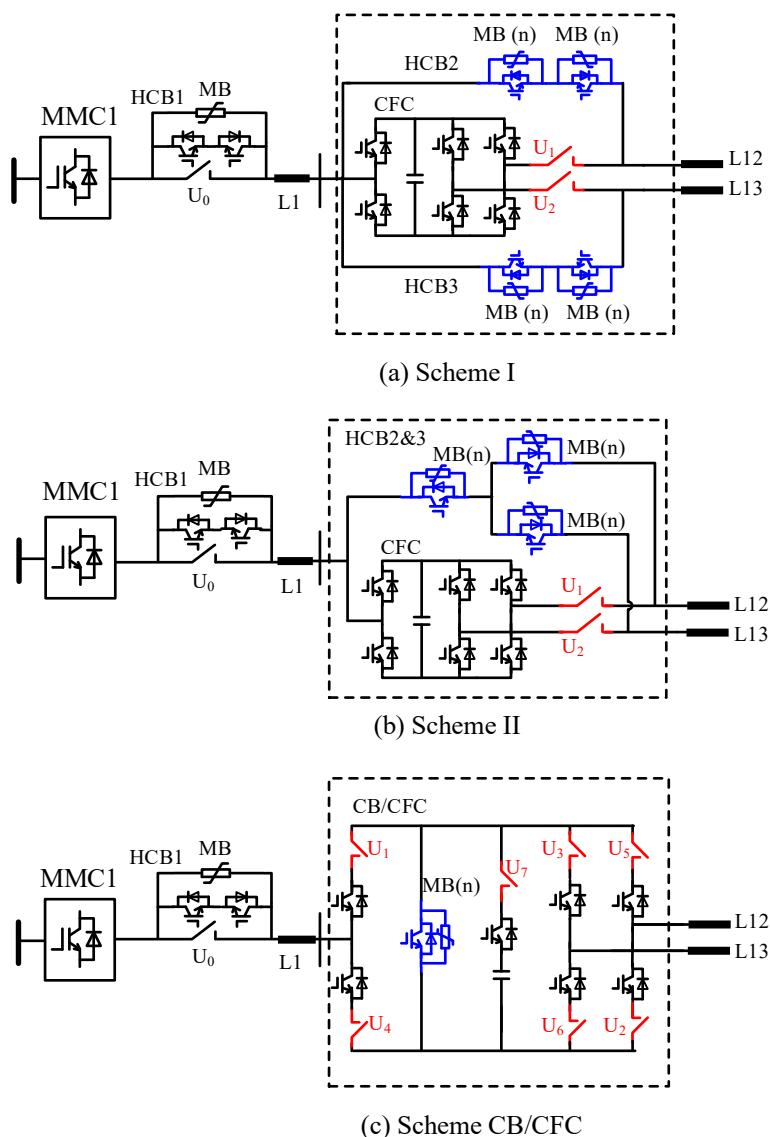 MB (n) MB (n)
HCB2
HCB1 MB
CFC
MMC1
U1
L12
U0
L1
U2
L13
HCB3
MB (n) MB (n)
(a) Scheme I
HCB2&3
MB(n)
MB(n)
HCB1 MB
MMC1
MB(n)
CFC
U0
L1
U1
L12
U2
L13
(b) Scheme II
CB/CFC
HCB1 MB
U1
U3
U5
U7
MMC1
MB(n)
L12
U0
L1
L13
U4
U6
U2
(c) Scheme CB/CFC